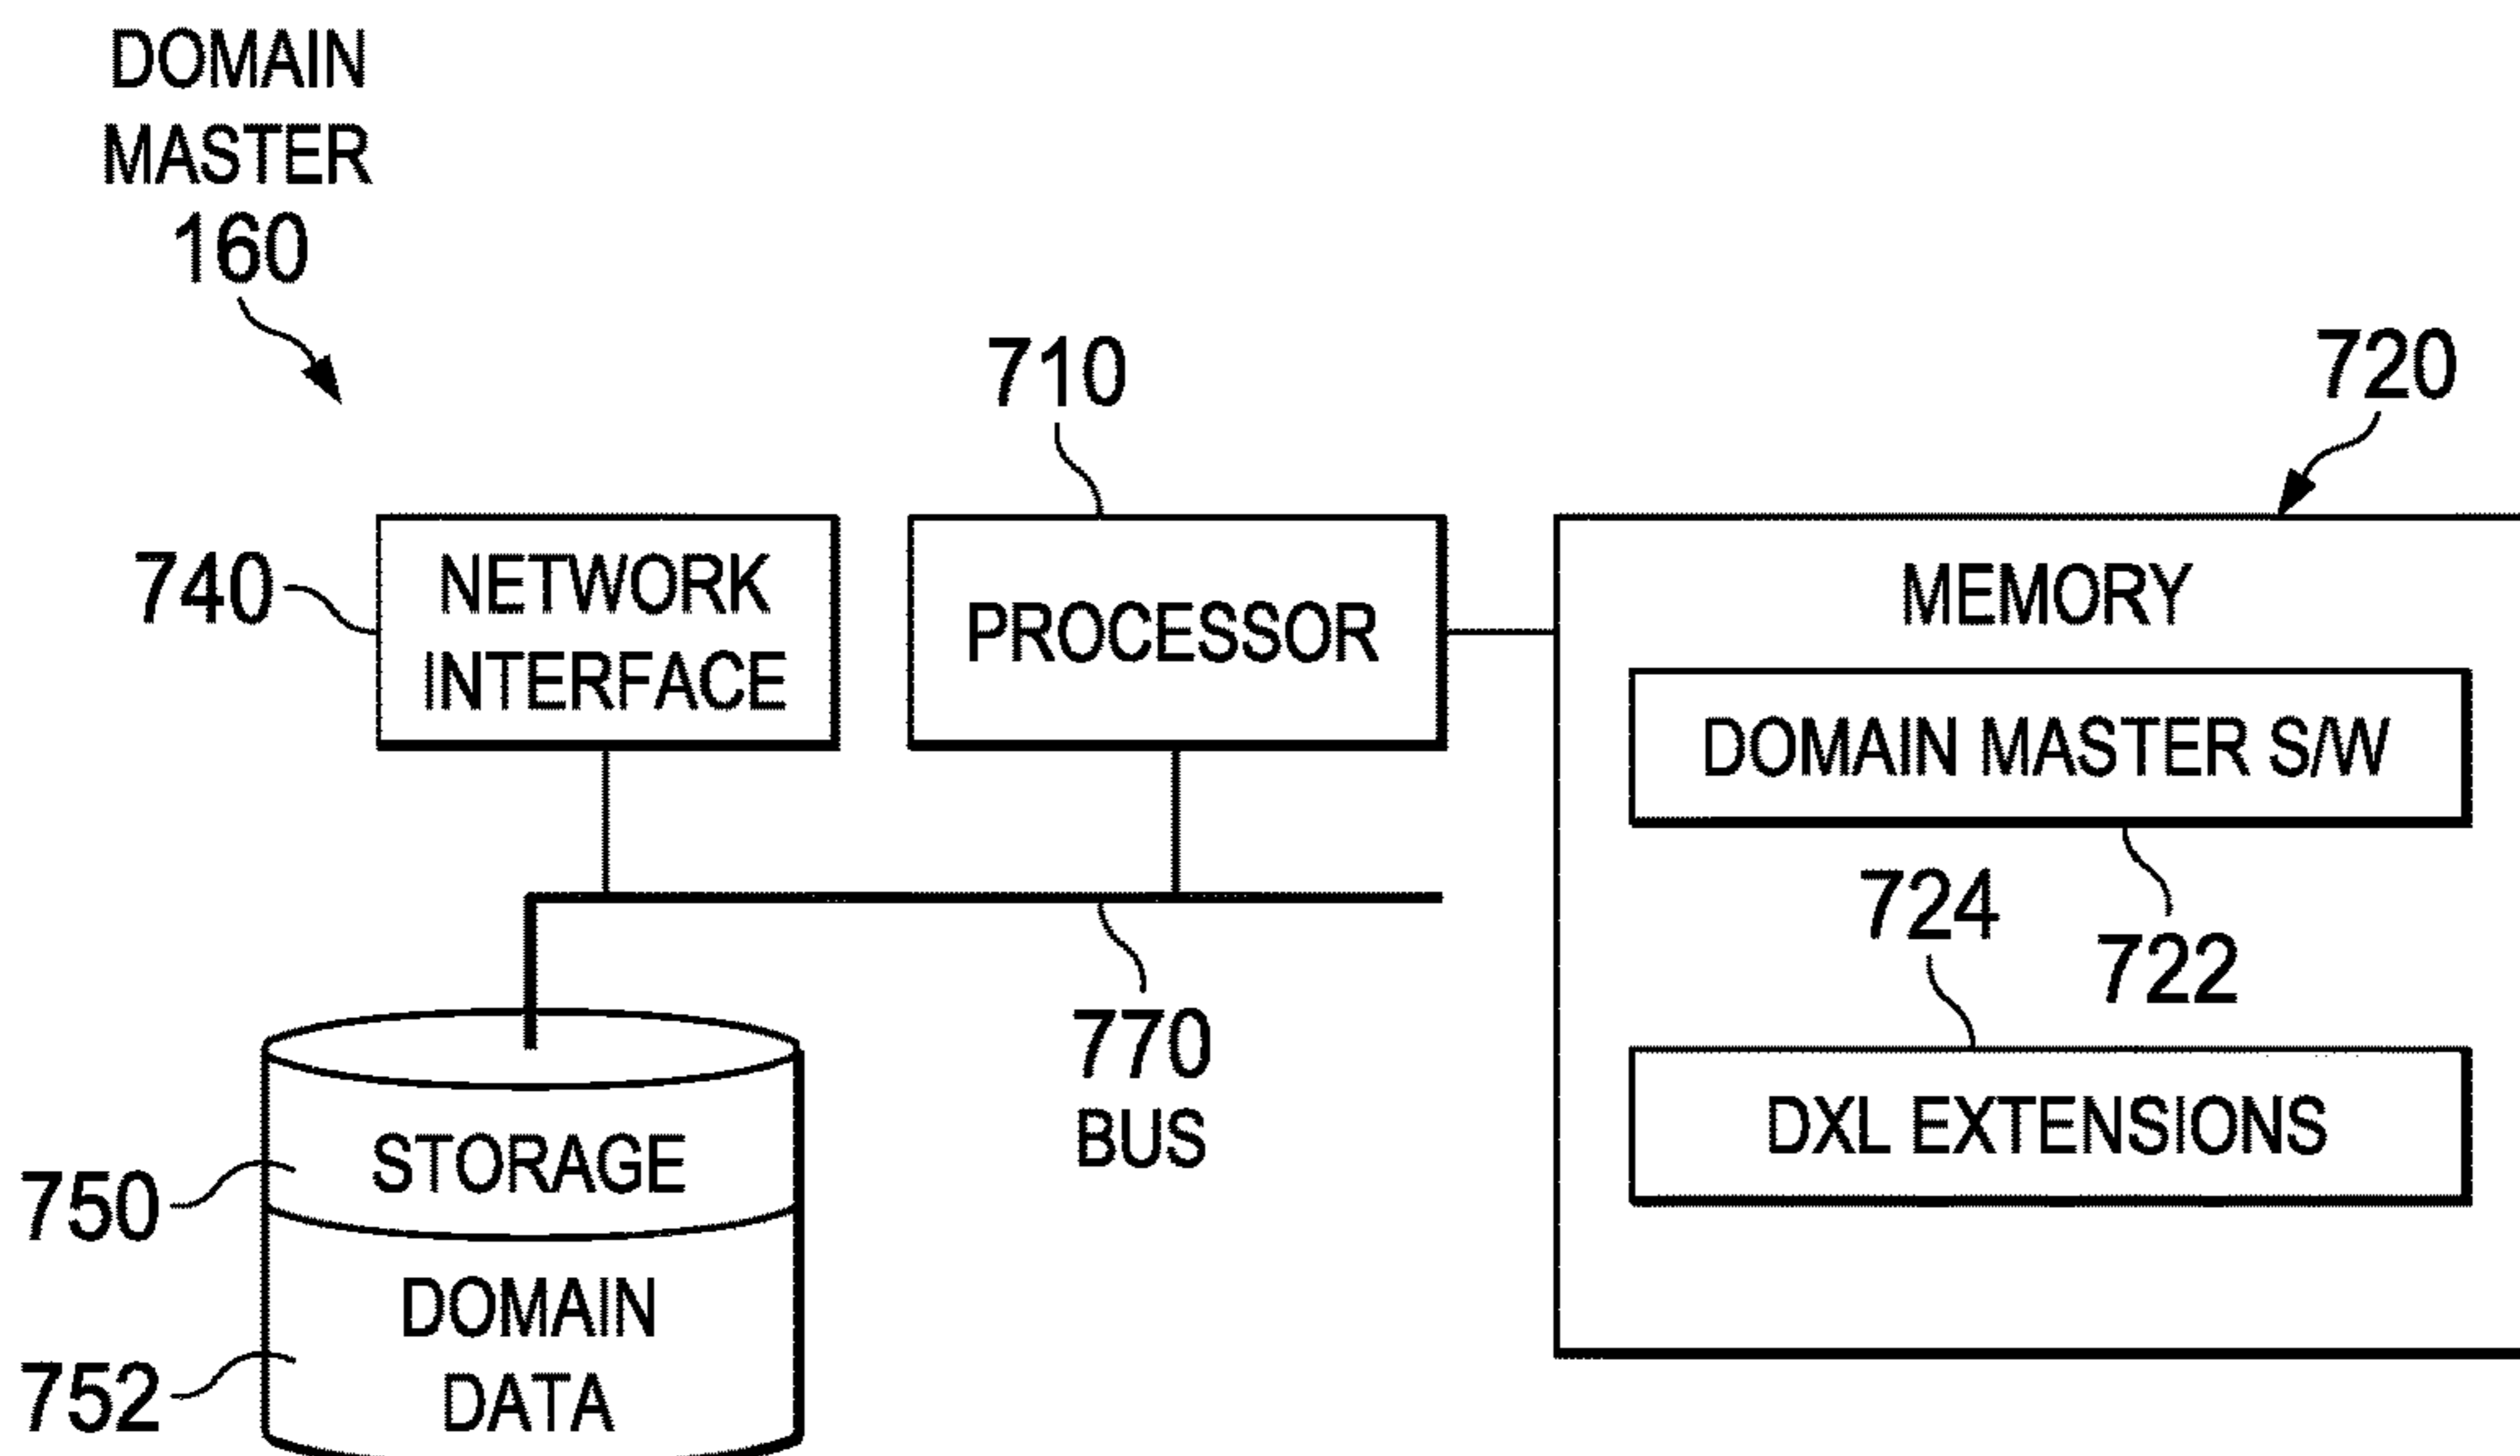 DOMAIN
MASTER
160
710
720
740
NETWORK
INTERFACE
PROCESSOR
MEMORY
DOMAIN MASTER S/W
724
722
770
BUS
DXL EXTENSIONS
750
STORAGE
752
DOMAIN
DATA